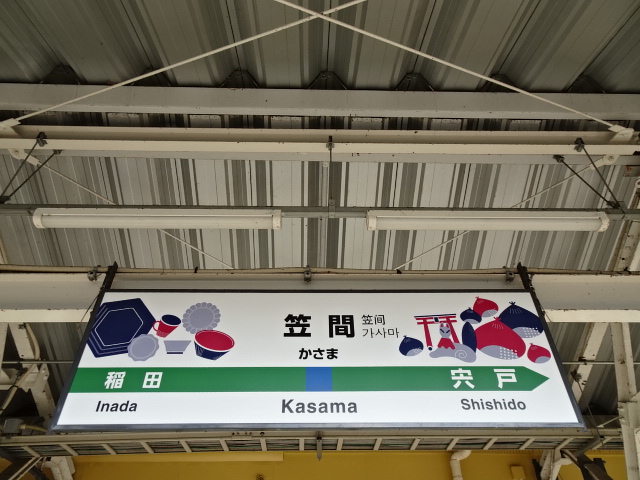 笠間
笠间
가사마
かさま
稲田
宍戸
Inada
Kasama
Shishido